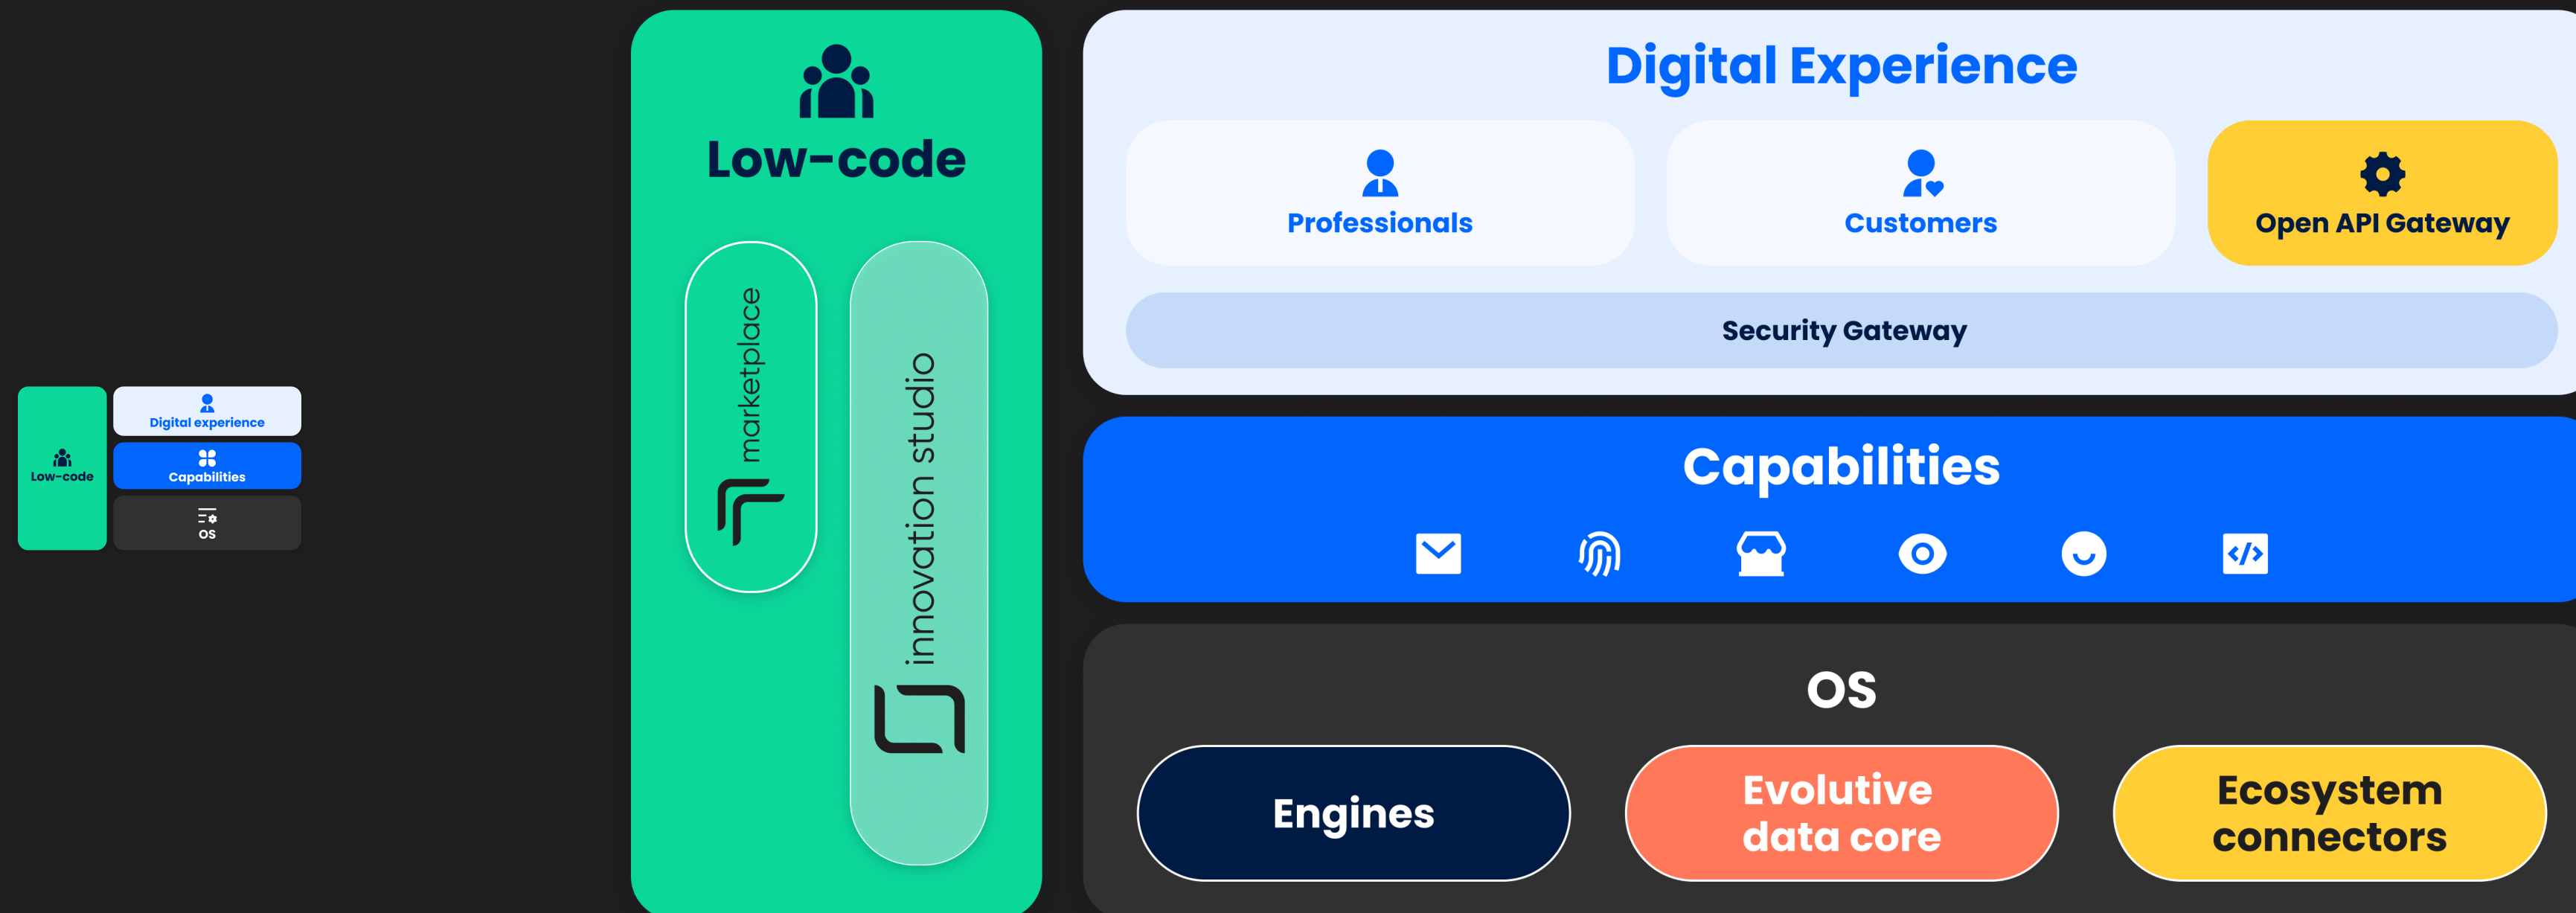 Low-code
Digital experience
Capabilities
OS
Low-code
marketplace
innovation studio
Digital Experience
Professionals
Customers
Open API Gateway
Security Gateway
Capabilities
OS
Engines
Evolutive
data core
Ecosystem
connectors